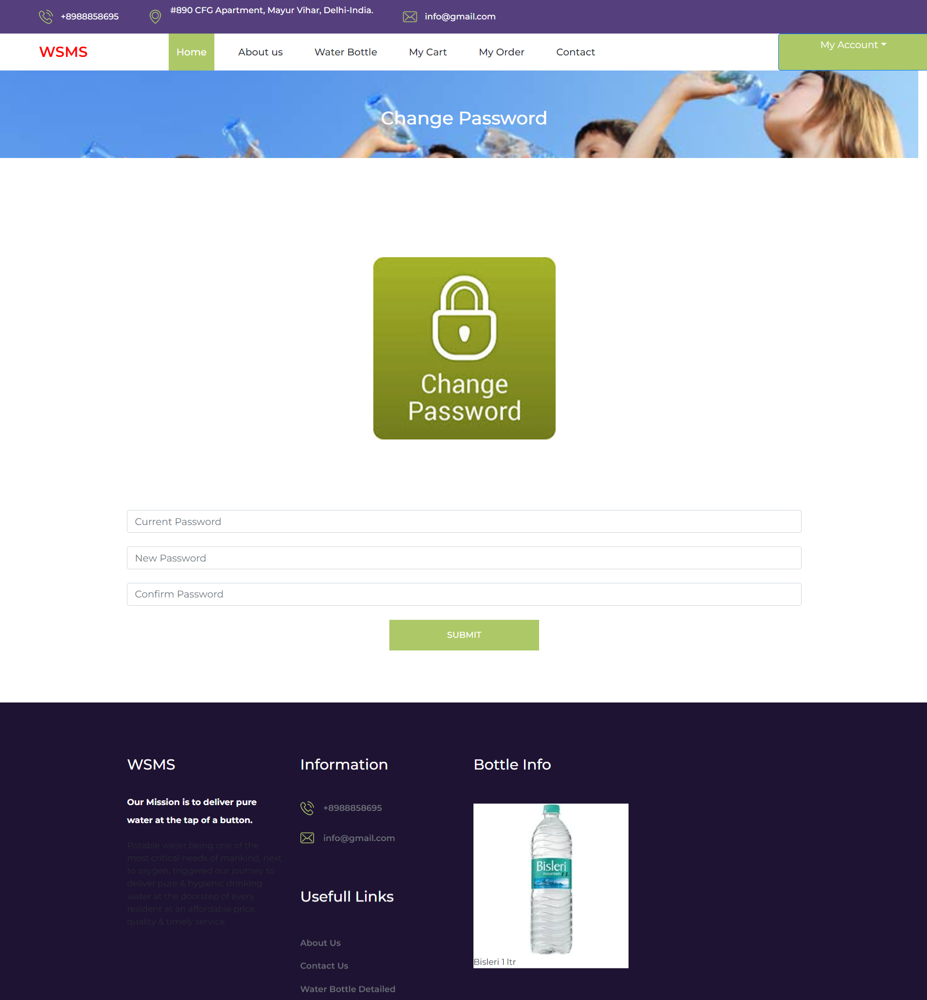 +8988858695
#890 CFG Apartment, Mayur Vihar, Delhi-India.
info@gmail.com
WSMS
Home
About us
Water Bottle
My Cart
My Order
Contact
My Account
Change Password
Change
Password
Current Password
New Password
Confirm Password
SUBMIT
WSMS
Our Mission is to deliver pure
water at the tap of a button.
Potable water being one of the
most critical needs of mankind, next
to oxygen, triggered our journey to
deliver pure & hygienic drinking
water at the doorstep of every
resident at an affordable price,
quality & timely service.
Information
+8988858695
info@gmail.com
Usefull Links
About Us
Contact Us
Water Bottle Detailed
Bottle Info
Bisleri
mountain 1 L
Bisleri 1 ltr